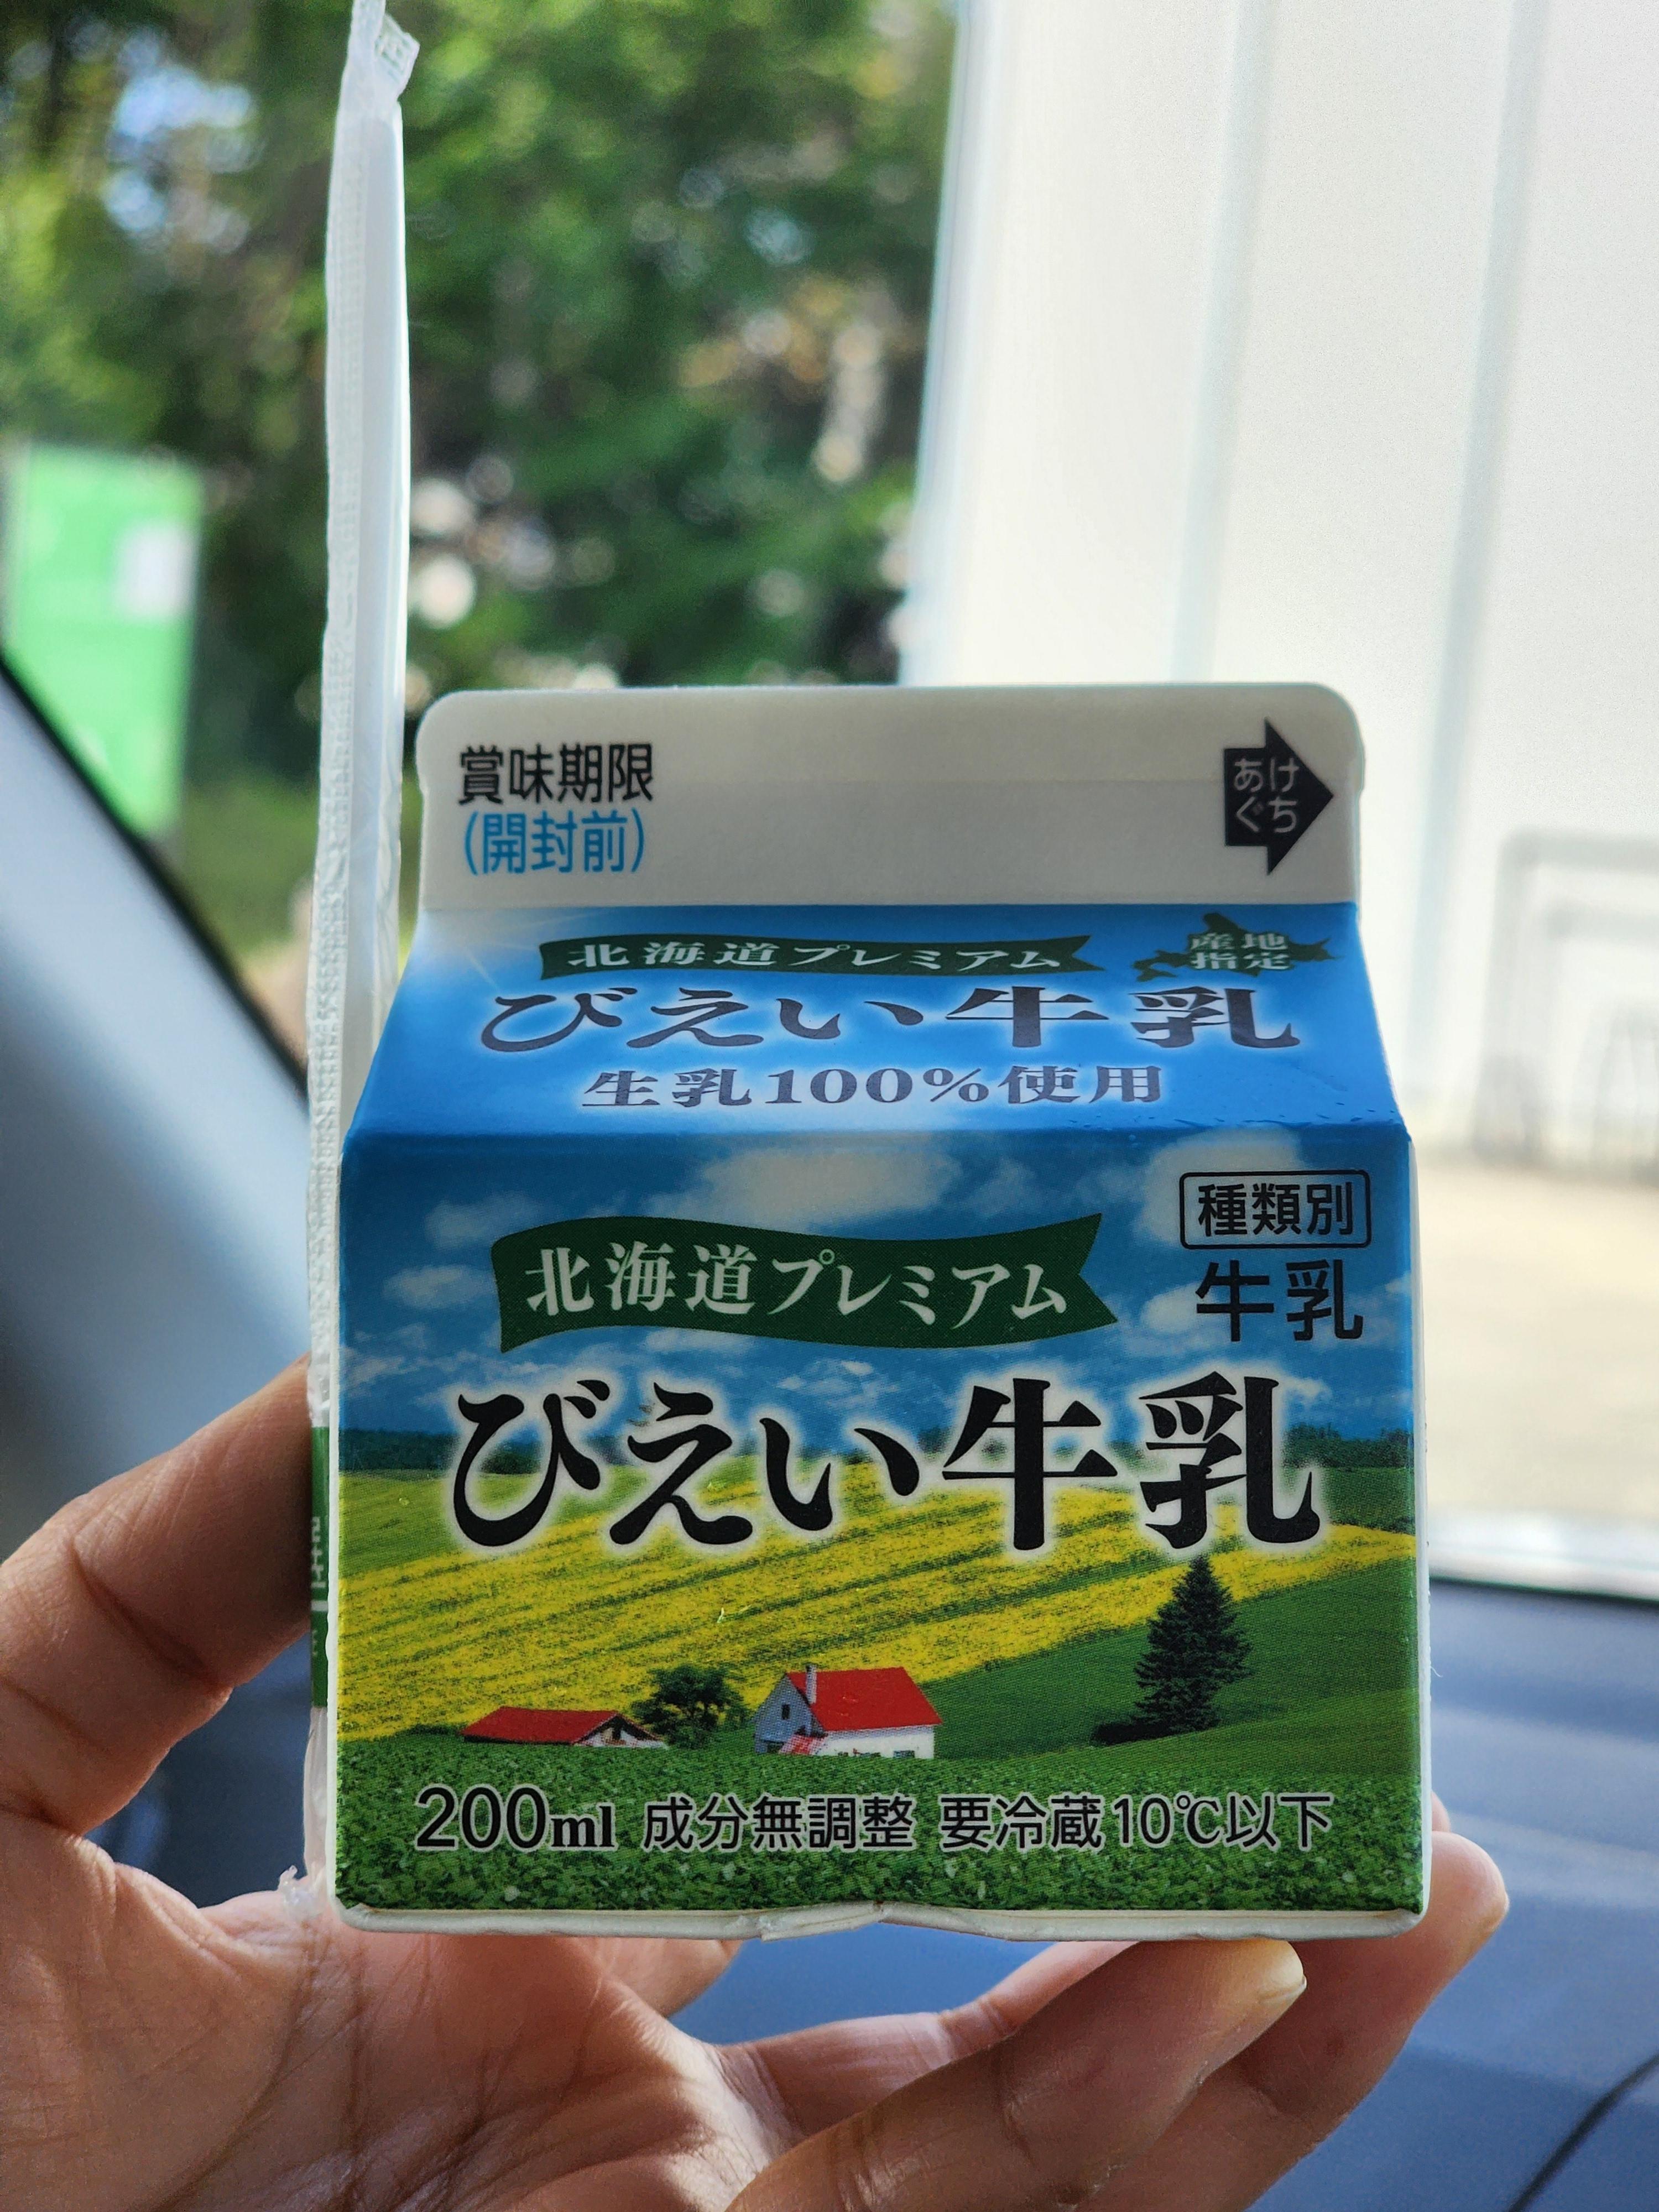 賞味期限
(開封前)
あけ
ぐち
北海道プレミアム
産地
指定
びえい牛乳
生乳100%使用
種類別
牛乳
北海道プレミアム
びえい牛乳
200ml 成分無調整 要冷蔵10℃以下